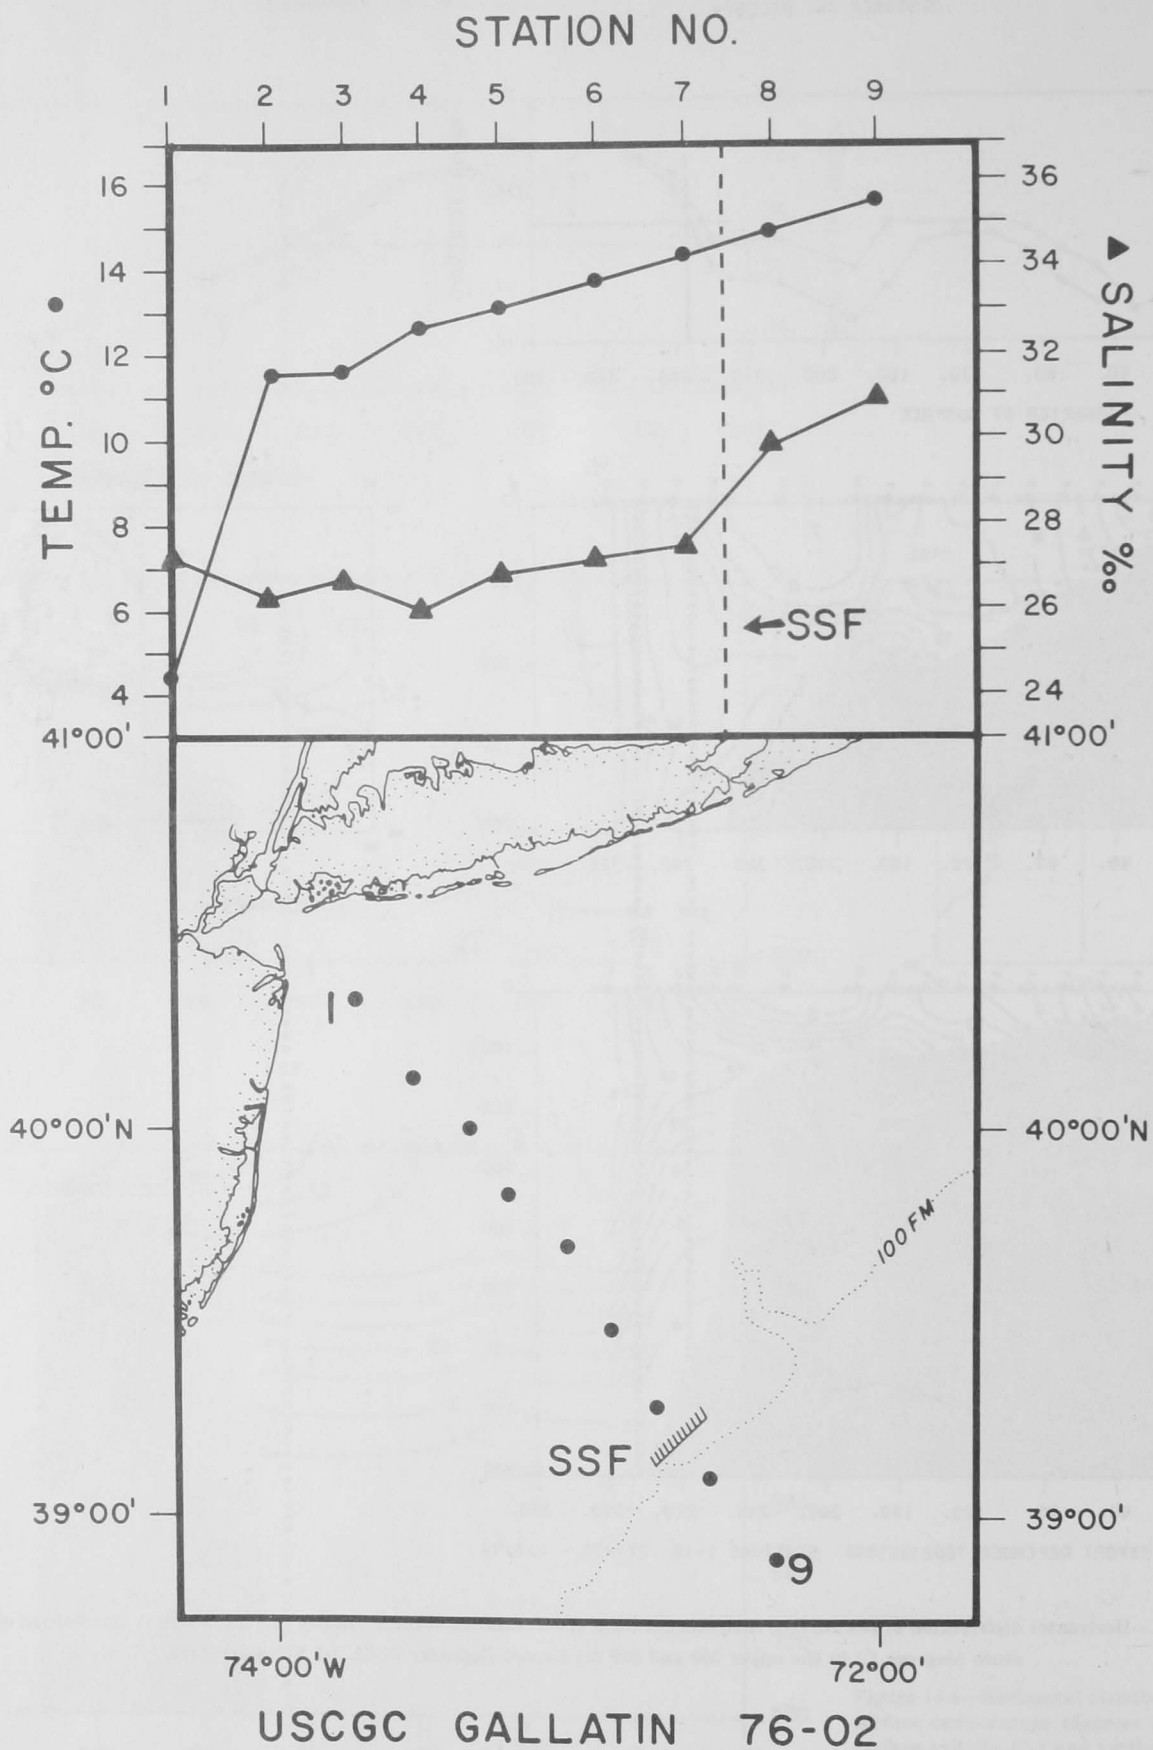 STATION NO.
1 2 3 4 5 6 7 8 9
16 36
14 34
12 32
10 30
8 28
6 26
4 24
TEMP. °C ●
▲ SALINITY ‰
←SSF
41°00' 41°00'
1
40°00'N 40°00'N
100 FM
SSF
39°00' 39°00'
9
74°00'W 72°00'
USCGC GALLATIN 76-02